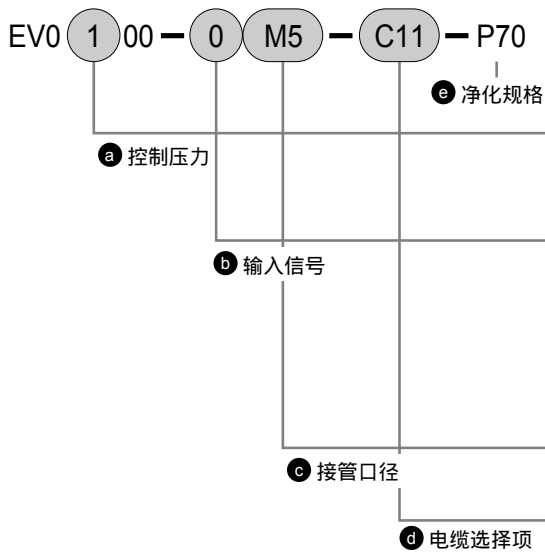 EV0 1 00 – 0 M5 – C11 – P70
e 净化规格
a 控制压力
b 输入信号
c 接管口径
d 电缆选择项